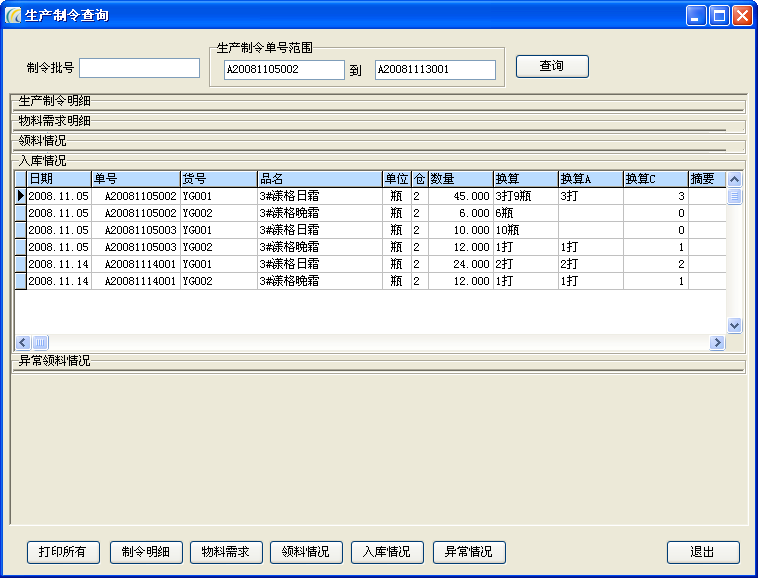 生产制令查询
生产制令单号范围
制令批号 A20081105002 到 A20081113001 查询
生产制令明细
物料需求明细
领料情况
入库情况
日期 单号 货号 品名 单位 仓 数量 换算 换算A 换算C 摘要
2008.11.05 A20081105002 YG001 3#漾格日霜 瓶 2 45.000 3打9瓶 3打 3
2008.11.05 A20081105002 YG002 3#漾格晚霜 瓶 2 6.000 6瓶 0
2008.11.05 A20081105003 YG001 3#漾格日霜 瓶 2 10.000 10瓶 0
2008.11.05 A20081105003 YG002 3#漾格晚霜 瓶 2 12.000 1打 1打 1
2008.11.14 A20081114001 YG001 3#漾格日霜 瓶 2 24.000 2打 2打 2
2008.11.14 A20081114001 YG002 3#漾格晚霜 瓶 2 12.000 1打 1打 1
异常领料情况
打印所有 制令明细 物料需求 领料情况 入库情况 异常情况 退出